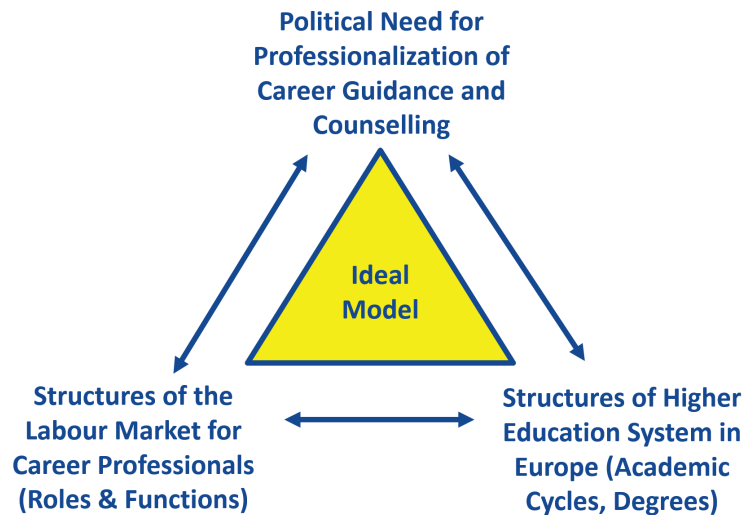 Political Need for
Professionalization of
Career Guidance and
Counselling
Ideal
Model
Structures of the
Labour Market for
Career Professionals
(Roles & Functions)
Structures of Higher
Education System in
Europe (Academic
Cycles, Degrees)